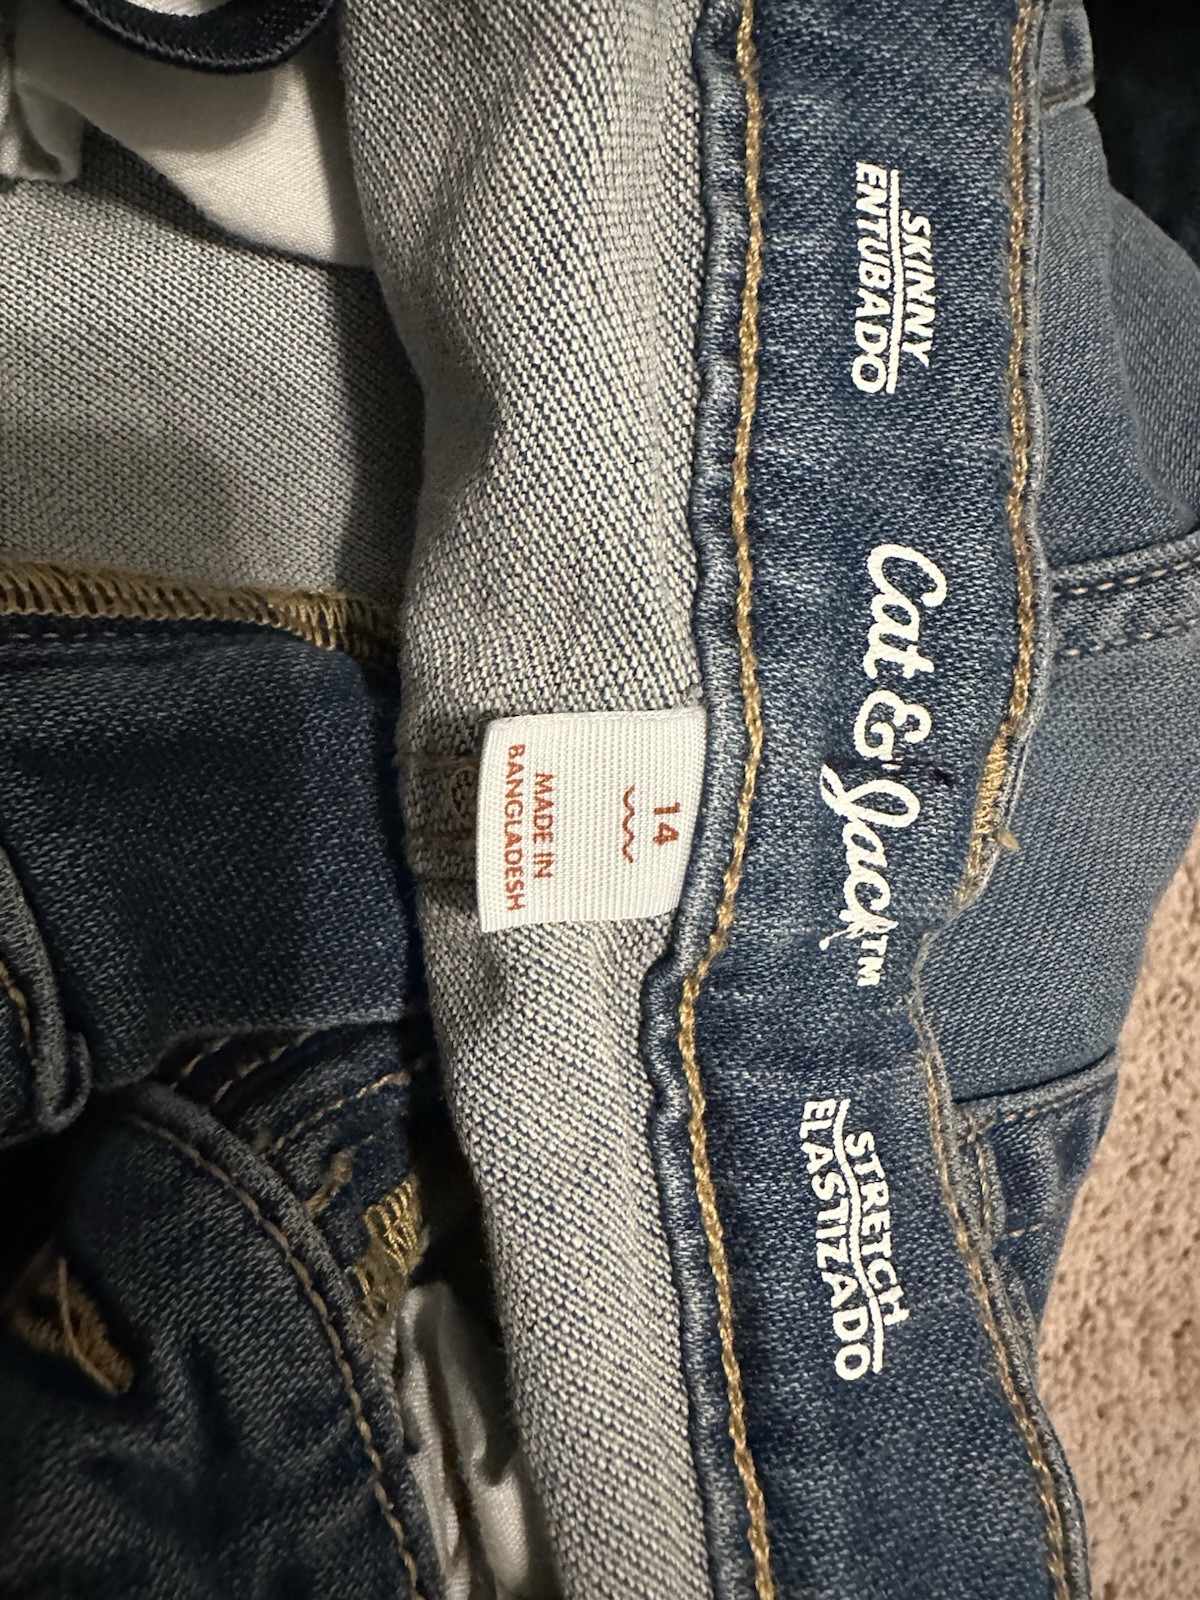 SKINNY
ENTUBADO
Cat & Jack™
STRETCH
ELASTIZADO
14
MADE IN
BANGLADESH